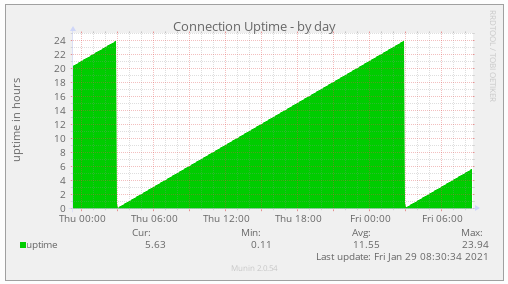 Connection Uptime - by day
RRDTOOL / TOBI OETIKER
uptime in hours
24
22
20
18
16
14
12
10
8
6
4
2
0
Thu 00:00 Thu 06:00 Thu 12:00 Thu 18:00 Fri 00:00 Fri 06:00
Cur: Min: Avg: Max:
uptime 5.63 0.11 11.55 23.94
Last update: Fri Jan 29 08:30:34 2021
Munin 2.0.54